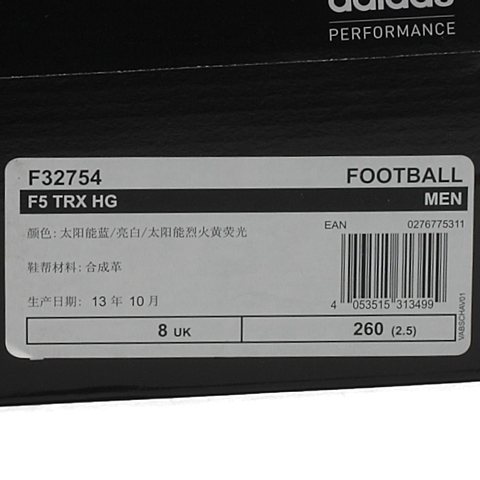 adidas
PERFORMANCE
F32754 FOOTBALL
F5 TRX HG MEN
颜色: 太阳能蓝/亮白/太阳能烈火黄荧光
EAN 0276775311
鞋帮材料: 合成革
生产日期: 13 年 10 月
4 053515 313499
VABSCHAV01
8 UK 260 (2.5)